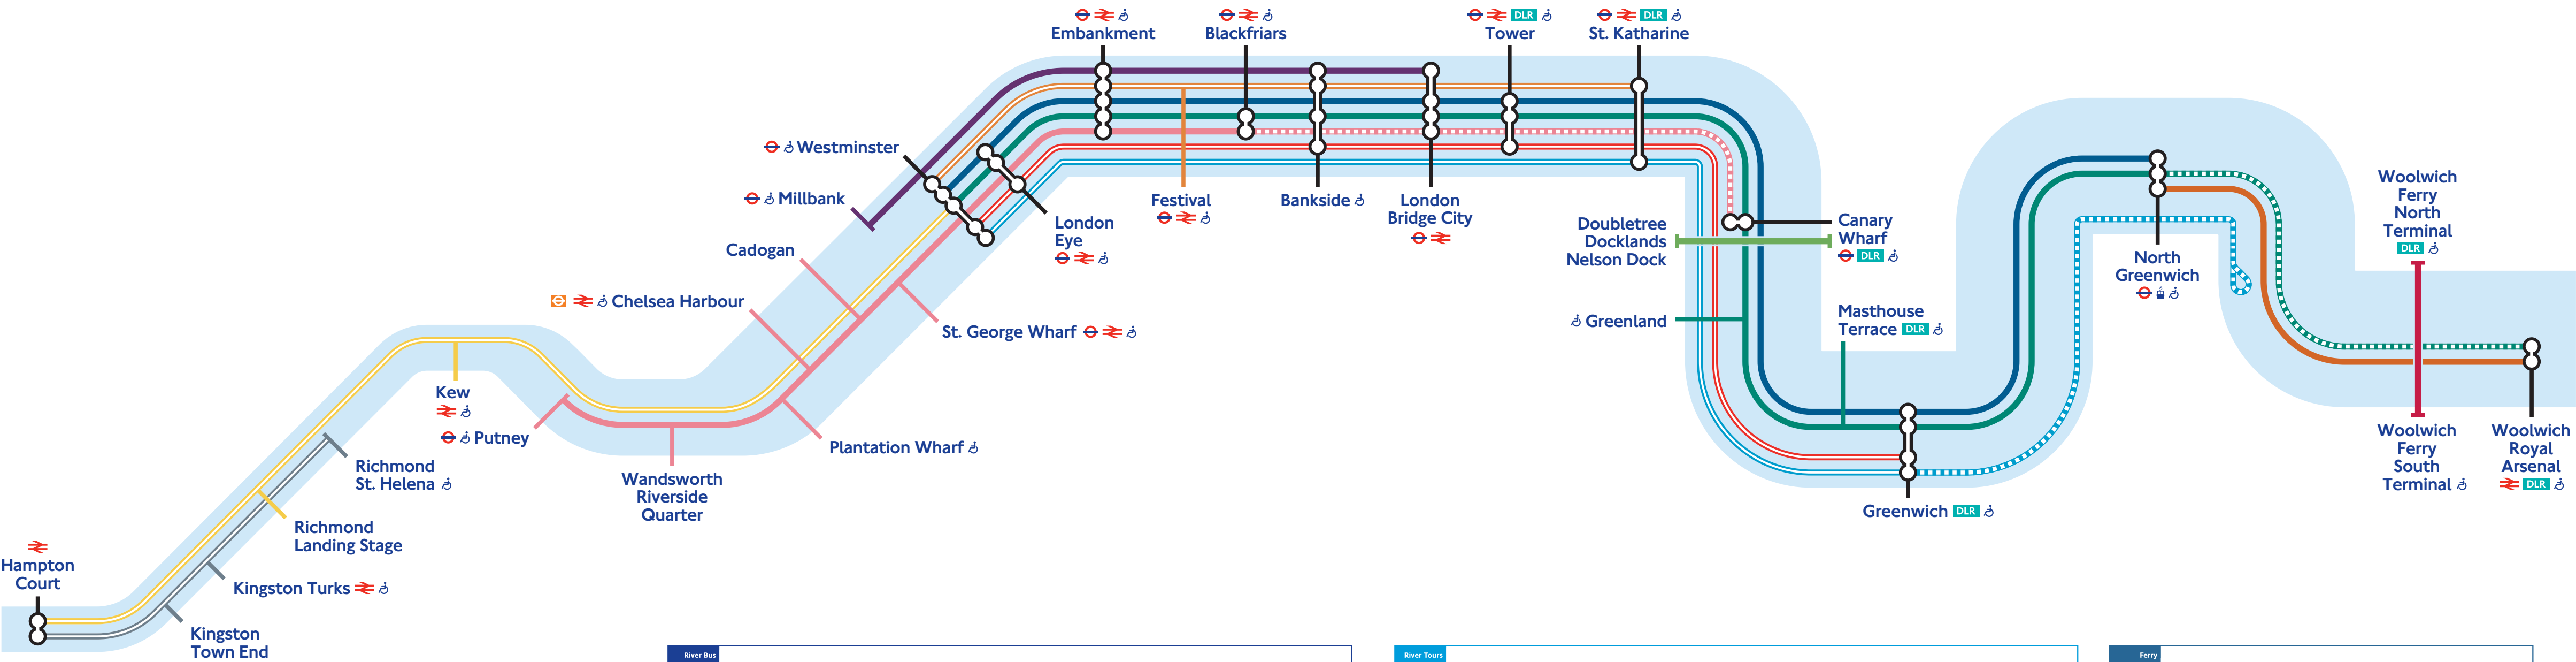 Embankment
Blackfriars
DLR
Tower
DLR
St. Katharine
Westminster
Millbank
Cadogan
Chelsea Harbour
London
Eye
Festival
Bankside
London
Bridge City
St. George Wharf
Plantation Wharf
Doubletree
Docklands
Nelson Dock
Canary
Wharf
DLR
Greenland
Masthouse
Terrace DLR
Greenwich DLR
North
Greenwich
Woolwich
Ferry
North
Terminal
DLR
Woolwich
Ferry
South
Terminal
Woolwich
Royal
Arsenal
DLR
Kew
Putney
Wandsworth
Riverside
Quarter
Richmond
St. Helena
Richmond
Landing Stage
Kingston Turks
Kingston
Town End
Hampton
Court
River Bus
River Tours
Ferry